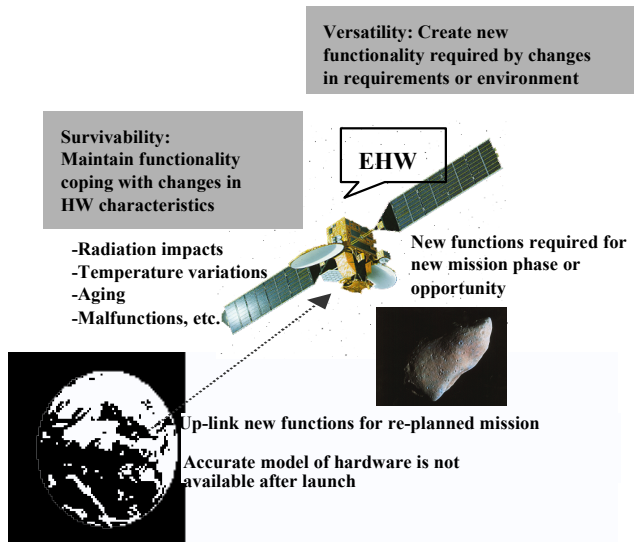 Versatility: Create new
functionality required by changes
in requirements or environment
Survivability:
Maintain functionality
coping with changes in
HW characteristics
EHW
-Radiation impacts
-Temperature variations
-Aging
-Malfunctions, etc.
New functions required for
new mission phase or
opportunity
Up-link new functions for re-planned mission
Accurate model of hardware is not
available after launch